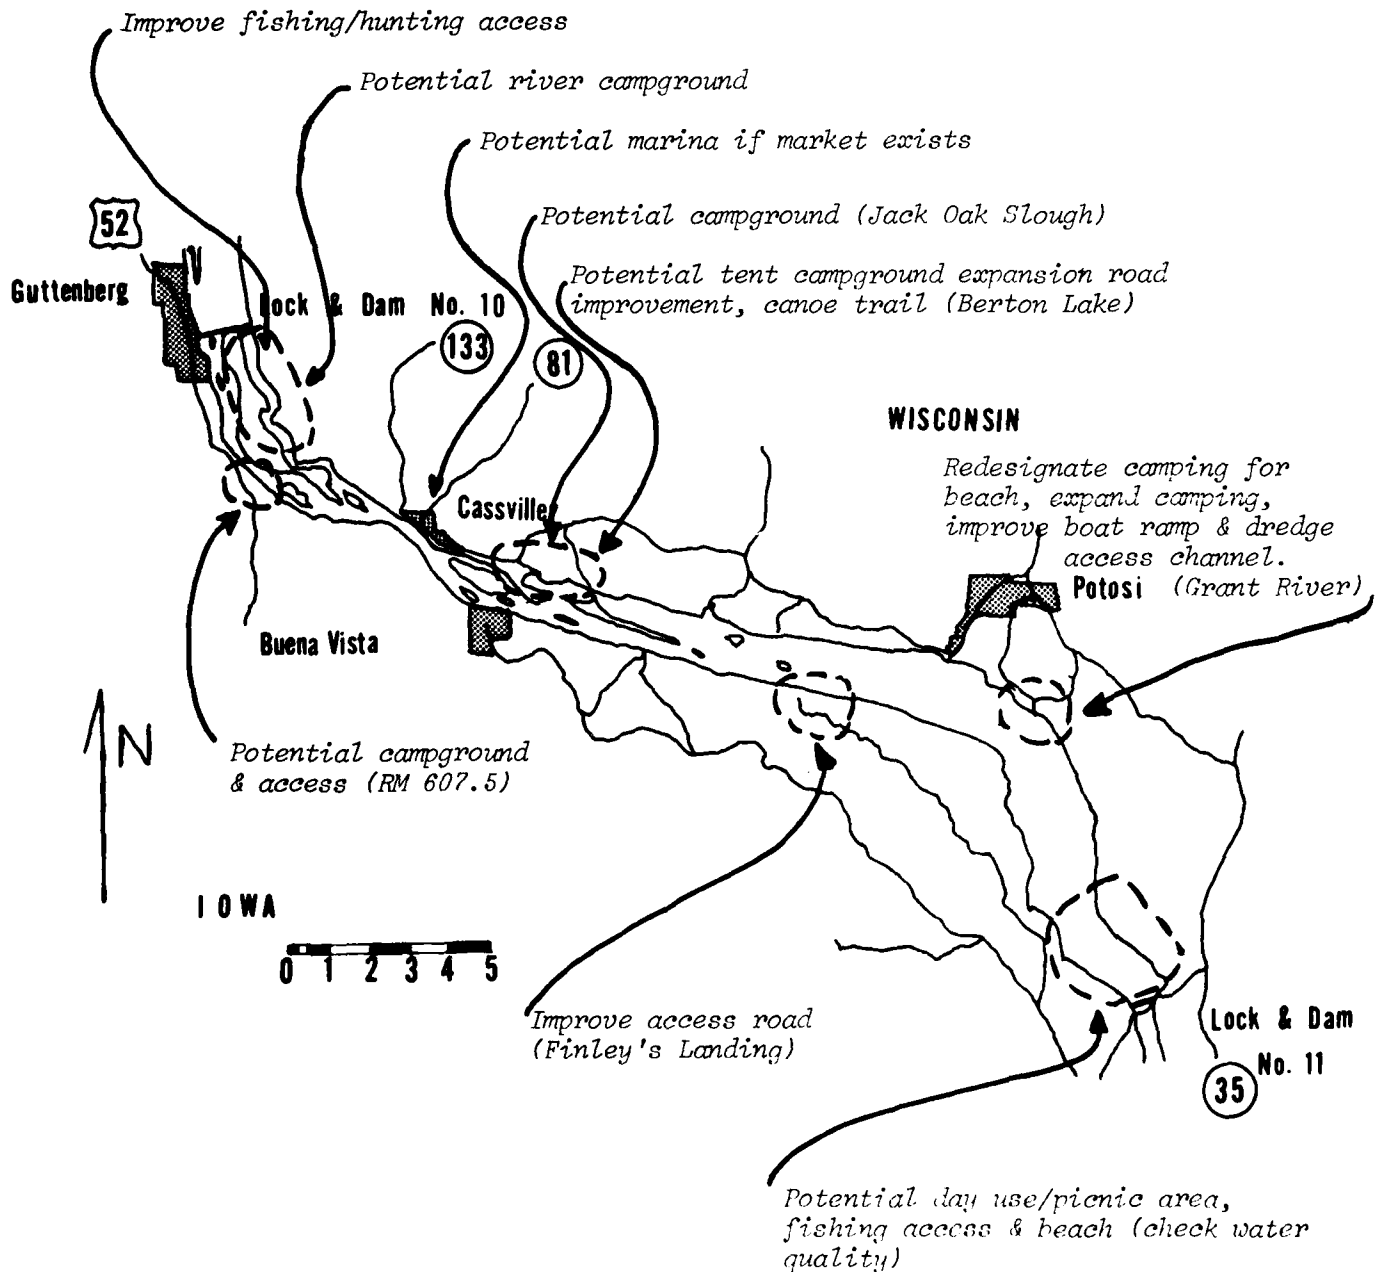 Improve fishing/hunting access
Potential river campground
Potential marina if market exists
Potential campground (Jack Oak Slough)
Potential tent campground expansion road
improvement, canoe trail (Berton Lake)
52
Guttenberg
Lock & Dam No. 10
133
81
WISCONSIN
Redesignate camping for
beach, expand camping,
improve boat ramp & dredge
access channel.
(Grant River)
Potosi
Cassville
Buena Vista
N
Potential campground
& access (RM 607.5)
IOWA
0 1 2 3 4 5
Improve access road
(Finley's Landing)
Lock & Dam
No. 11
35
Potential day use/picnic area,
fishing access & beach (check water
quality)